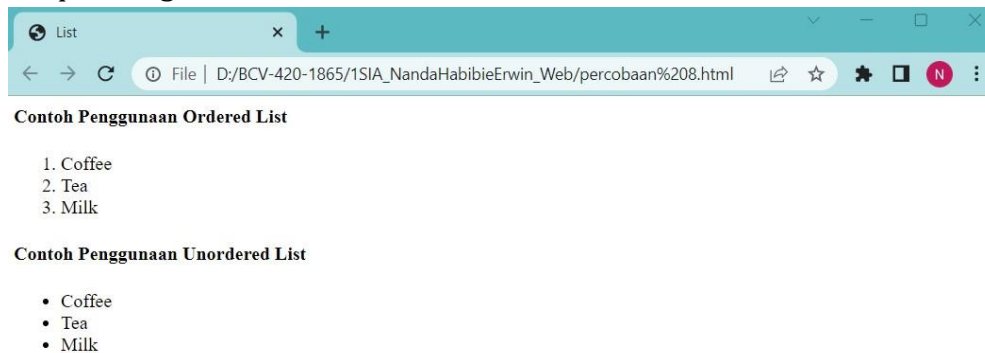 List
File | D:/BCV-420-1865/1SIA_NandaHabibieErwin_Web/percobaan%208.html
N
Contoh Penggunaan Ordered List
1. Coffee
2. Tea
3. Milk
Contoh Penggunaan Unordered List
• Coffee
• Tea
• Milk